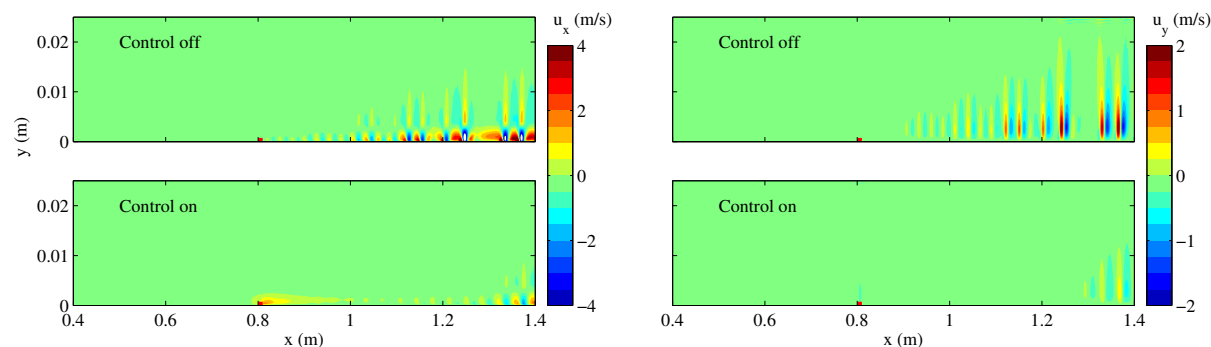 u_x (m/s)
u_y (m/s)
0.02
0.01
0
Control off
4
2
0
−2
−4
Control off
2
1
0
−1
−2
y (m)
0.02
0.01
0
Control on
Control on
0.4 0.6 0.8 1 1.2 1.4
0.4 0.6 0.8 1 1.2 1.4
x (m)
x (m)